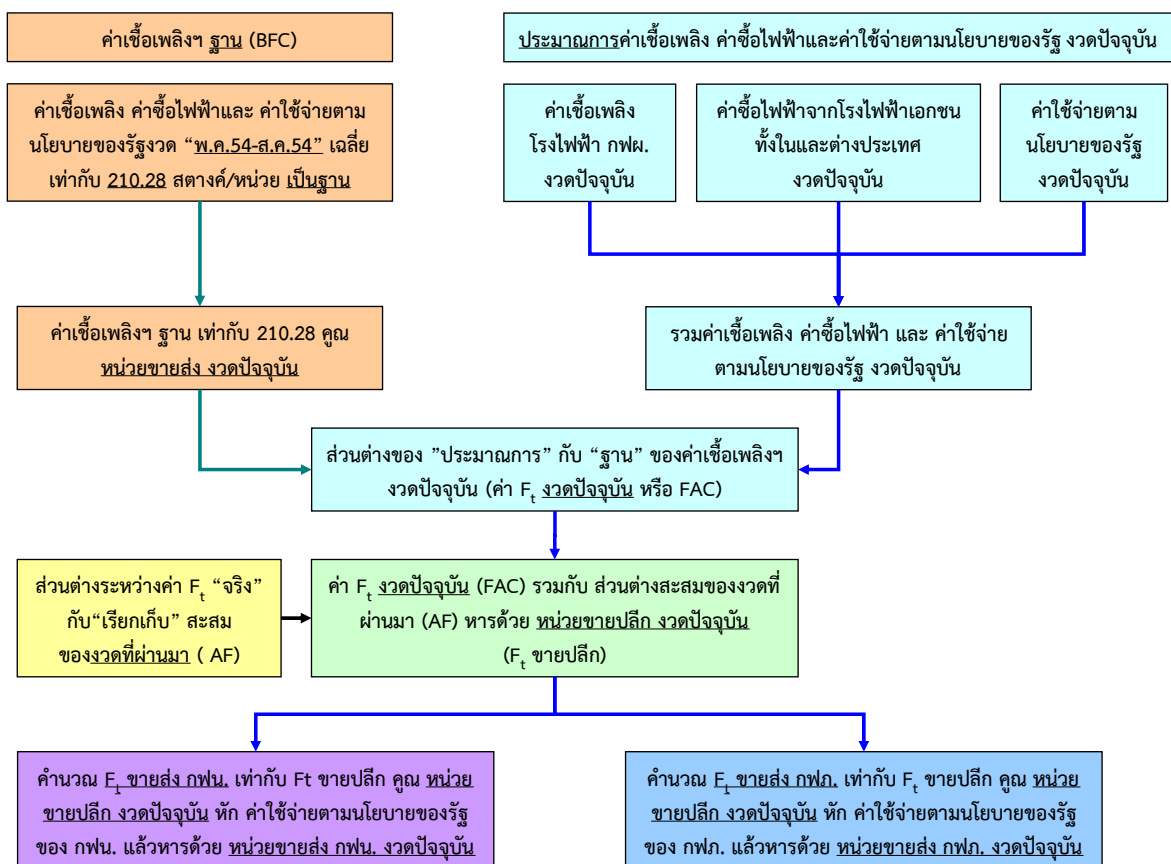 ค่าเชื้อเพลิงฯ ฐาน (BFC)
ประมาณการค่าเชื้อเพลิง ค่าซื้อไฟฟ้าและค่าใช้จ่ายตามนโยบายของรัฐ งวดปัจจุบัน
ค่าเชื้อเพลิง ค่าซื้อไฟฟ้าและ ค่าใช้จ่ายตาม
นโยบายของรัฐงวด “พ.ค.54-ส.ค.54” เฉลี่ย
เท่ากับ 210.28 สตางค์/หน่วย เป็นฐาน
ค่าเชื้อเพลิง
โรงไฟฟ้า กฟผ.
งวดปัจจุบัน
ค่าซื้อไฟฟ้าจากโรงไฟฟ้าเอกชน
ทั้งในและต่างประเทศ
งวดปัจจุบัน
ค่าใช้จ่ายตาม
นโยบายของรัฐ
งวดปัจจุบัน
ค่าเชื้อเพลิงฯ ฐาน เท่ากับ 210.28 คูณ
หน่วยขายส่ง งวดปัจจุบัน
รวมค่าเชื้อเพลิง ค่าซื้อไฟฟ้า และ ค่าใช้จ่าย
ตามนโยบายของรัฐ งวดปัจจุบัน
ส่วนต่างของ ”ประมาณการ” กับ “ฐาน” ของค่าเชื้อเพลิงฯ
งวดปัจจุบัน (ค่า Ft งวดปัจจุบัน หรือ FAC)
ส่วนต่างระหว่างค่า Ft “จริง”
กับ“เรียกเก็บ” สะสม
ของงวดที่ผ่านมา ( AF)
ค่า Ft งวดปัจจุบัน (FAC) รวมกับ ส่วนต่างสะสมของงวดที่
ผ่านมา (AF) หารด้วย หน่วยขายปลีก งวดปัจจุบัน
(Ft ขายปลีก)
คำนวณ Ft ขายส่ง กฟน. เท่ากับ Ft ขายปลีก คูณ หน่วย
ขายปลีก งวดปัจจุบัน หัก ค่าใช้จ่ายตามนโยบายของรัฐ
ของ กฟน. แล้วหารด้วย หน่วยขายส่ง กฟน. งวดปัจจุบัน
คำนวณ Ft ขายส่ง กฟภ. เท่ากับ Ft ขายปลีก คูณ หน่วย
ขายปลีก งวดปัจจุบัน หัก ค่าใช้จ่ายตามนโยบายของรัฐ
ของ กฟภ. แล้วหารด้วย หน่วยขายส่ง กฟภ. งวดปัจจุบัน